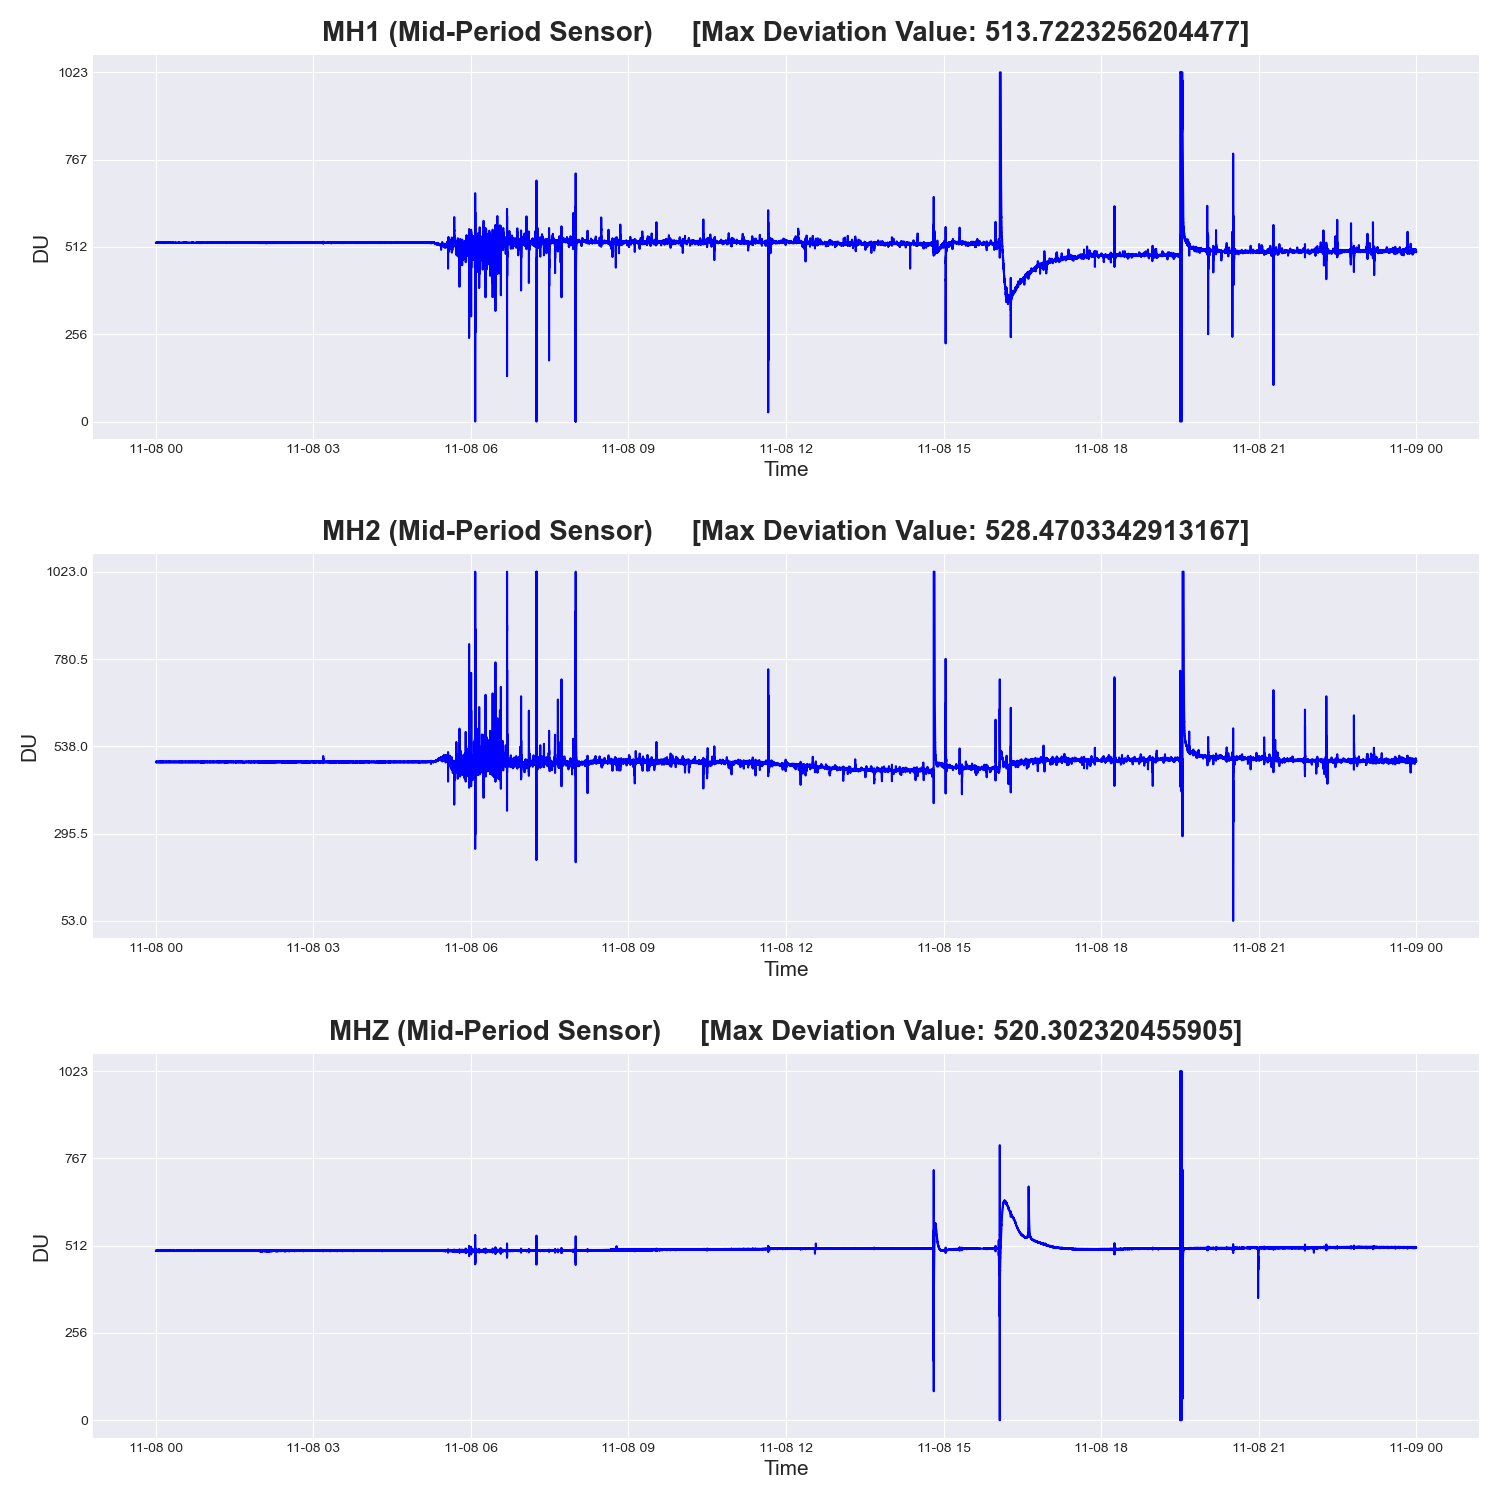 MH1 (Mid-Period Sensor) [Max Deviation Value: 513.7223256204477]
1023
767
512
256
0
DU
11-08 00 11-08 03 11-08 06 11-08 09 11-08 12 11-08 15 11-08 18 11-08 21 11-09 00
Time
MH2 (Mid-Period Sensor) [Max Deviation Value: 528.4703342913167]
1023.0
780.5
538.0
295.5
53.0
DU
11-08 00 11-08 03 11-08 06 11-08 09 11-08 12 11-08 15 11-08 18 11-08 21 11-09 00
Time
MHZ (Mid-Period Sensor) [Max Deviation Value: 520.302320455905]
1023
767
512
256
0
DU
11-08 00 11-08 03 11-08 06 11-08 09 11-08 12 11-08 15 11-08 18 11-08 21 11-09 00
Time